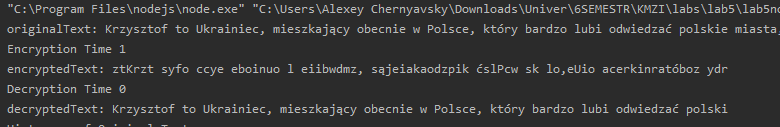 "C:\Program Files\nodejs\node.exe" "C:\Users\Alexey Chernyavsky\Downloads\Univer\6SEMESTR\KMZI\labs\lab5\lab5no
originalText: Krzysztof to Ukrainiec, mieszkający obecnie w Polsce, który bardzo lubi odwiedzać polskie miasta,
Encryption Time 1
encryptedText: ztKrzt syfo ccye eboinuo l eiibwdmz, sąjeiakaodzpik ćslPcw sk lo,eUio acerkinratóboz ydr
Decryption Time 0
decryptedText: Krzysztof to Ukrainiec, mieszkający obecnie w Polsce, który bardzo lubi odwiedzać polski